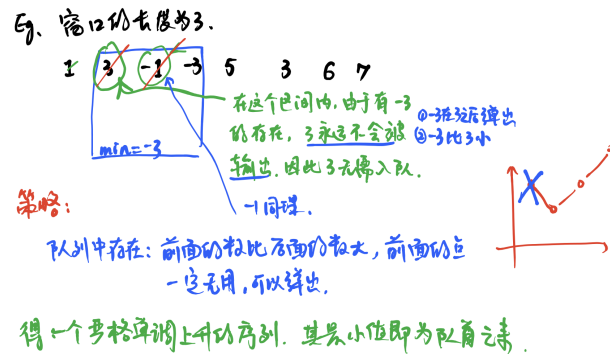 Eg. 窗口的长度为3.
1 3 -1 -3 5 3 6 7
min=-3
在这个区间内,由于有-3
的存在,3永远不会被
输出,因此3无需入队.
①-3在3后弹出
②-3比3小
-1同理.
策略:
队列中存在:前面的数比后面的数大,前面的点
一定无用,可以弹出.
得一个严格单调上升的序列.其最小值即为队首元素.